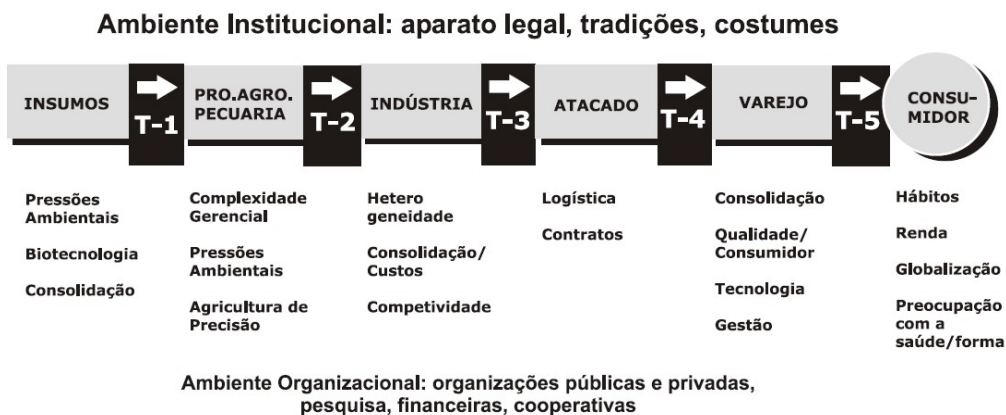 Ambiente Institucional: aparato legal, tradições, costumes
INSUMOS
T-1
PRO.AGRO.
PECUARIA
T-2
INDÚSTRIA
T-3
ATACADO
T-4
VAREJO
T-5
CONSU-
MIDOR
Pressões
Ambientais
Biotecnologia
Consolidação
Complexidade
Gerencial
Pressões
Ambientais
Agricultura de
Precisão
Hetero
geneidade
Consolidação/
Custos
Competividade
Logística
Contratos
Consolidação
Qualidade/
Consumidor
Tecnologia
Gestão
Hábitos
Renda
Globalização
Preocupação
com a
saúde/forma
Ambiente Organizacional: organizações públicas e privadas,
pesquisa, financeiras, cooperativas